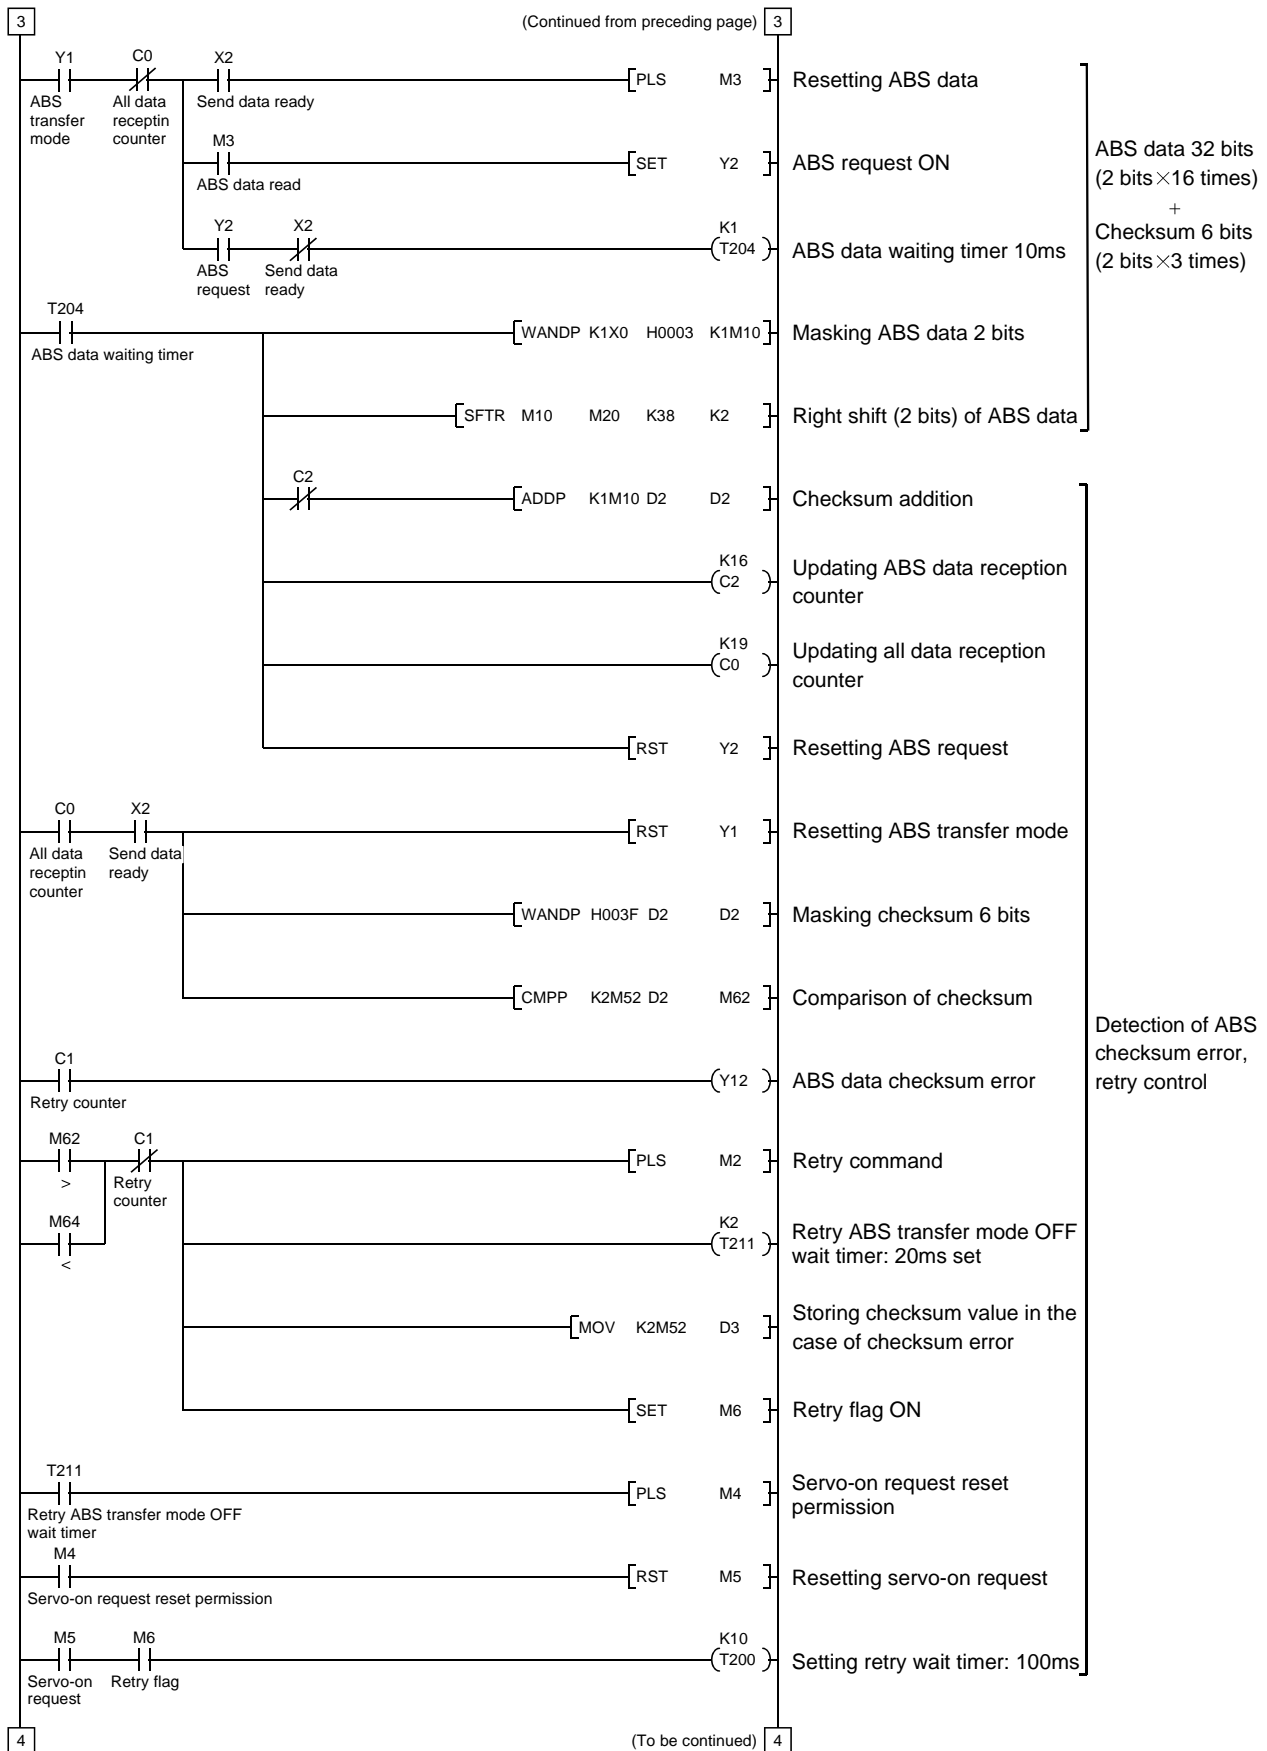 3 (Continued from preceding page) 3
Y1 C0 X2
PLS M3 Resetting ABS data
ABS transfer mode
All data receptin counter
Send data ready
M3
SET Y2 ABS request ON
ABS data read
Y2 X2 K1
T204 ABS data waiting timer 10ms
ABS request
Send data ready
ABS data 32 bits
(2 bits×16 times)
+
Checksum 6 bits
(2 bits×3 times)
T204
WANDP K1X0 H0003 K1M10 Masking ABS data 2 bits
ABS data waiting timer
SFTR M10 M20 K38 K2 Right shift (2 bits) of ABS data
C2
ADDP K1M10 D2 D2 Checksum addition
K16
C2 Updating ABS data reception
counter
K19
C0 Updating all data reception
counter
RST Y2 Resetting ABS request
C0 X2
RST Y1 Resetting ABS transfer mode
All data receptin counter
Send data ready
WANDP H003F D2 D2 Masking checksum 6 bits
CMPP K2M52 D2 M62 Comparison of checksum
Detection of ABS
checksum error,
retry control
C1
Y12 ABS data checksum error
Retry counter
M62 C1
PLS M2 Retry command
>
Retry counter
M64 K2
T211 Retry ABS transfer mode OFF
wait timer: 20ms set
<
MOV K2M52 D3 Storing checksum value in the
case of checksum error
SET M6 Retry flag ON
T211
PLS M4 Servo-on request reset
permission
Retry ABS transfer mode OFF
wait timer
M4
RST M5 Resetting servo-on request
Servo-on request reset permission
M5 M6 K10
T200 Setting retry wait timer: 100ms
Servo-on request
Retry flag
4 (To be continued) 4